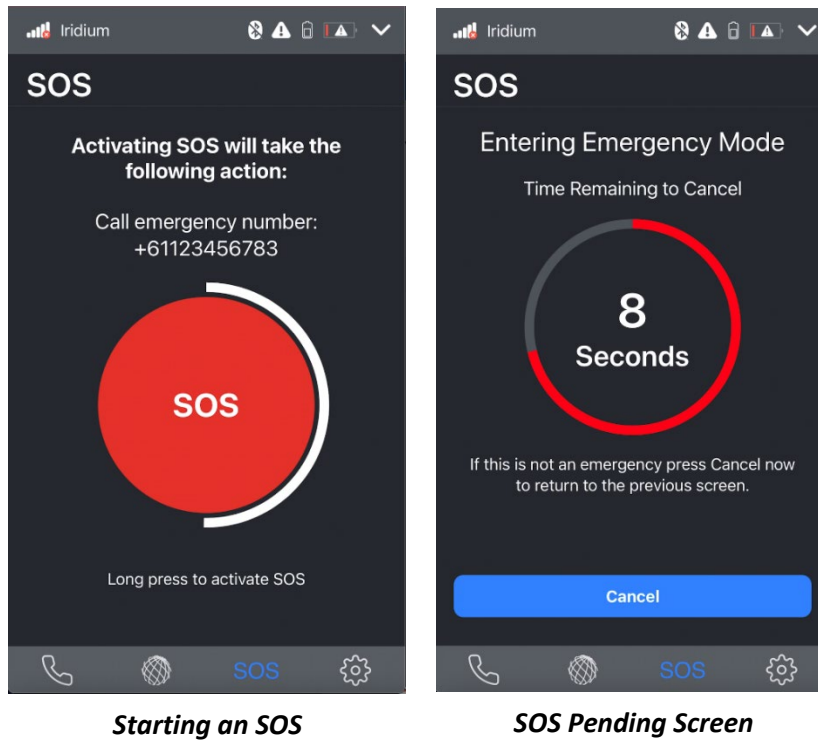 Iridium
SOS
Activating SOS will take the
following action:
Call emergency number:
+61123456783
SOS
Long press to activate SOS
SOS
Starting an SOS
Iridium
SOS
Entering Emergency Mode
Time Remaining to Cancel
8
Seconds
If this is not an emergency press Cancel now
to return to the previous screen.
Cancel
SOS
SOS Pending Screen